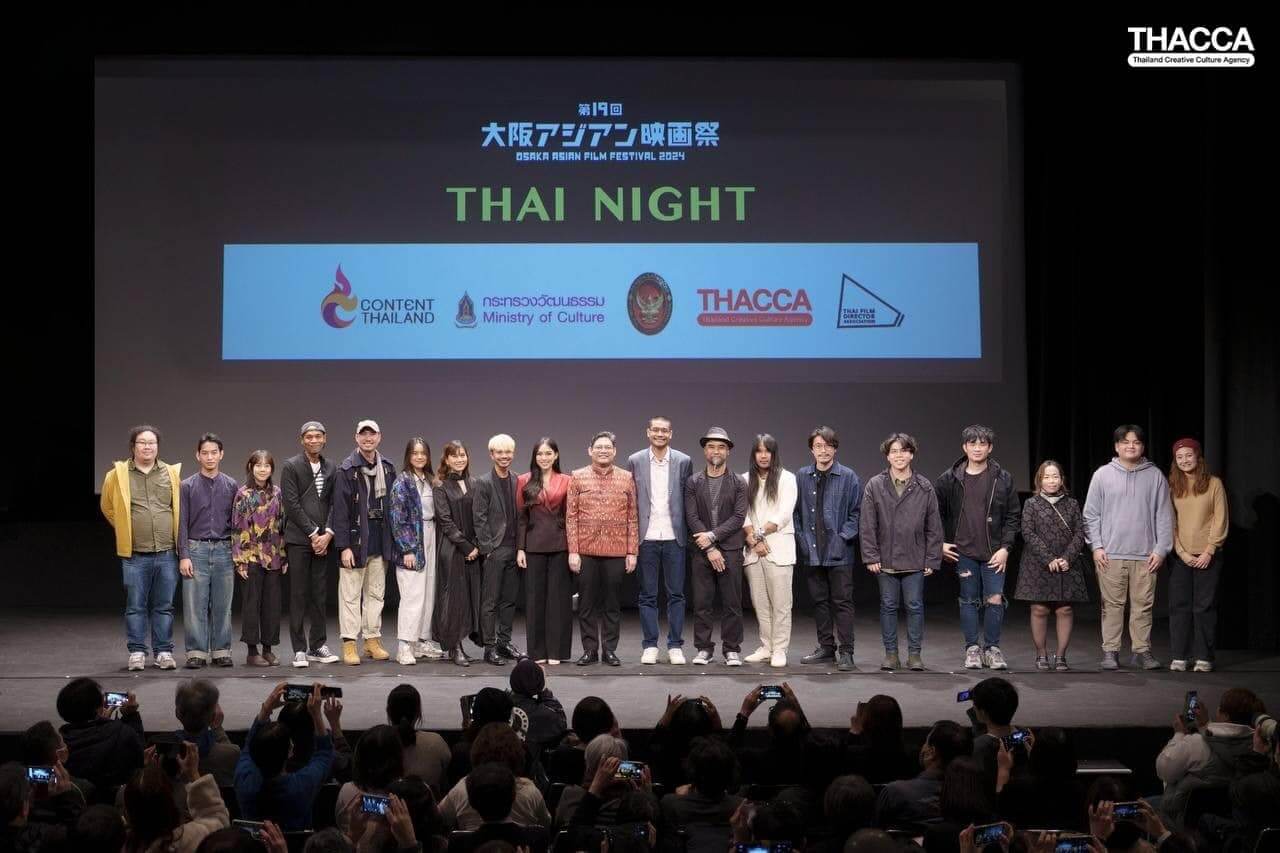 THACCA
Thailand Creative Culture Agency
第19回
大阪アジアン映画祭
OSAKA ASIAN FILM FESTIVAL 2024
THAI NIGHT
CONTENT
THAILAND
กระทรวงวัฒนธรรม
Ministry of Culture
THACCA
Thailand Creative Culture Agency
THAI FILM
DIRECTOR
ASSOCIATION